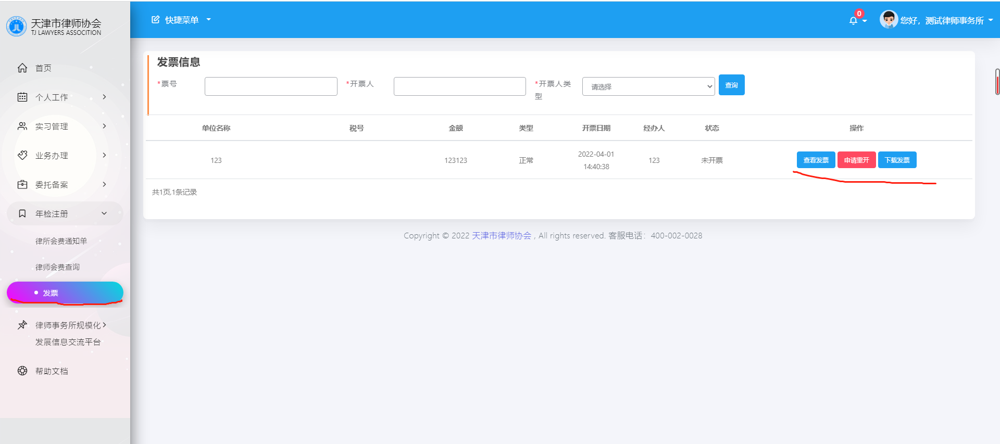 天津市律师协会
TJ LAWYERS ASSOCITION
首页
个人工作
实习管理
业务办理
委托备案
年检注册
律所会费通知单
律师会费查询
发票
律师事务所规模化
发展信息交流平台
帮助文档
快捷菜单
0
您好，测试律师事务所
发票信息
*票号
*开票人
*开票人类
型
请选择
查询
单位名称 税号 金额 类型 开票日期 经办人 状态 操作
123 123123 正常 2022-04-01 123 未开票 查看发票 申请重开 下载发票
14:40:38
共1页,1条记录
Copyright © 2022 天津市律师协会 , All rights reserved. 客服电话：400-002-0028